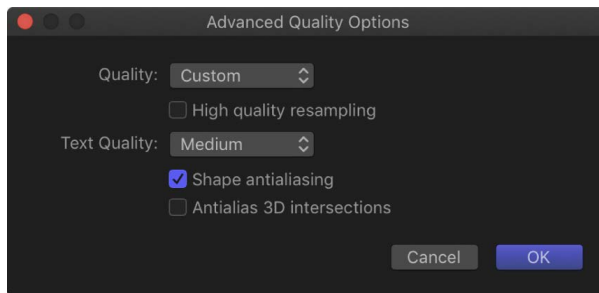 Advanced Quality Options
Quality: Custom
High quality resampling
Text Quality: Medium
Shape antialiasing
Antialias 3D intersections
Cancel OK